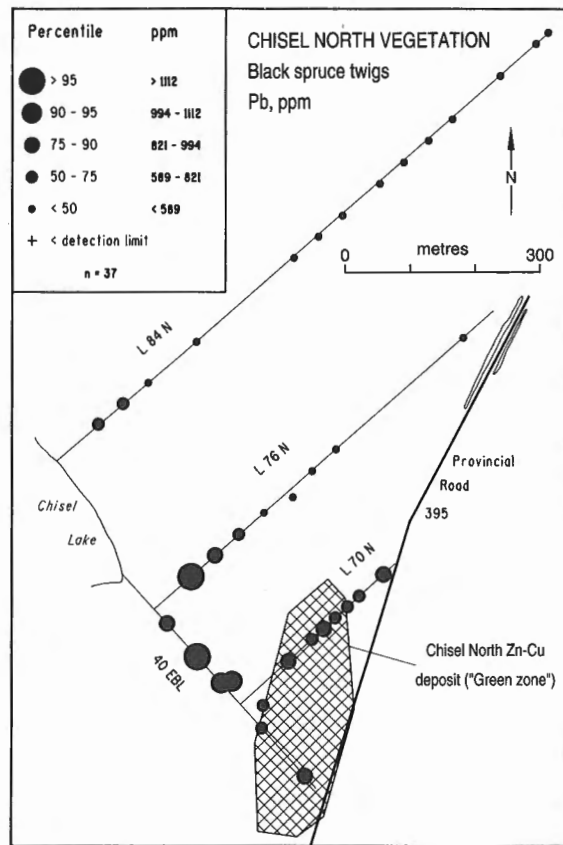 Percentile ppm
> 95 > 1112
90 - 95 994 - 1112
75 - 90 821 - 994
50 - 75 569 - 821
< 50 < 569
+ < detection limit
n = 37
CHISEL NORTH VEGETATION
Black spruce twigs
Pb, ppm
N
0 metres 300
L 84 N
L 76 N
Provincial
Road
395
Chisel
Lake
L 70 N
40 EBL
Chisel North Zn-Cu
deposit ("Green zone")